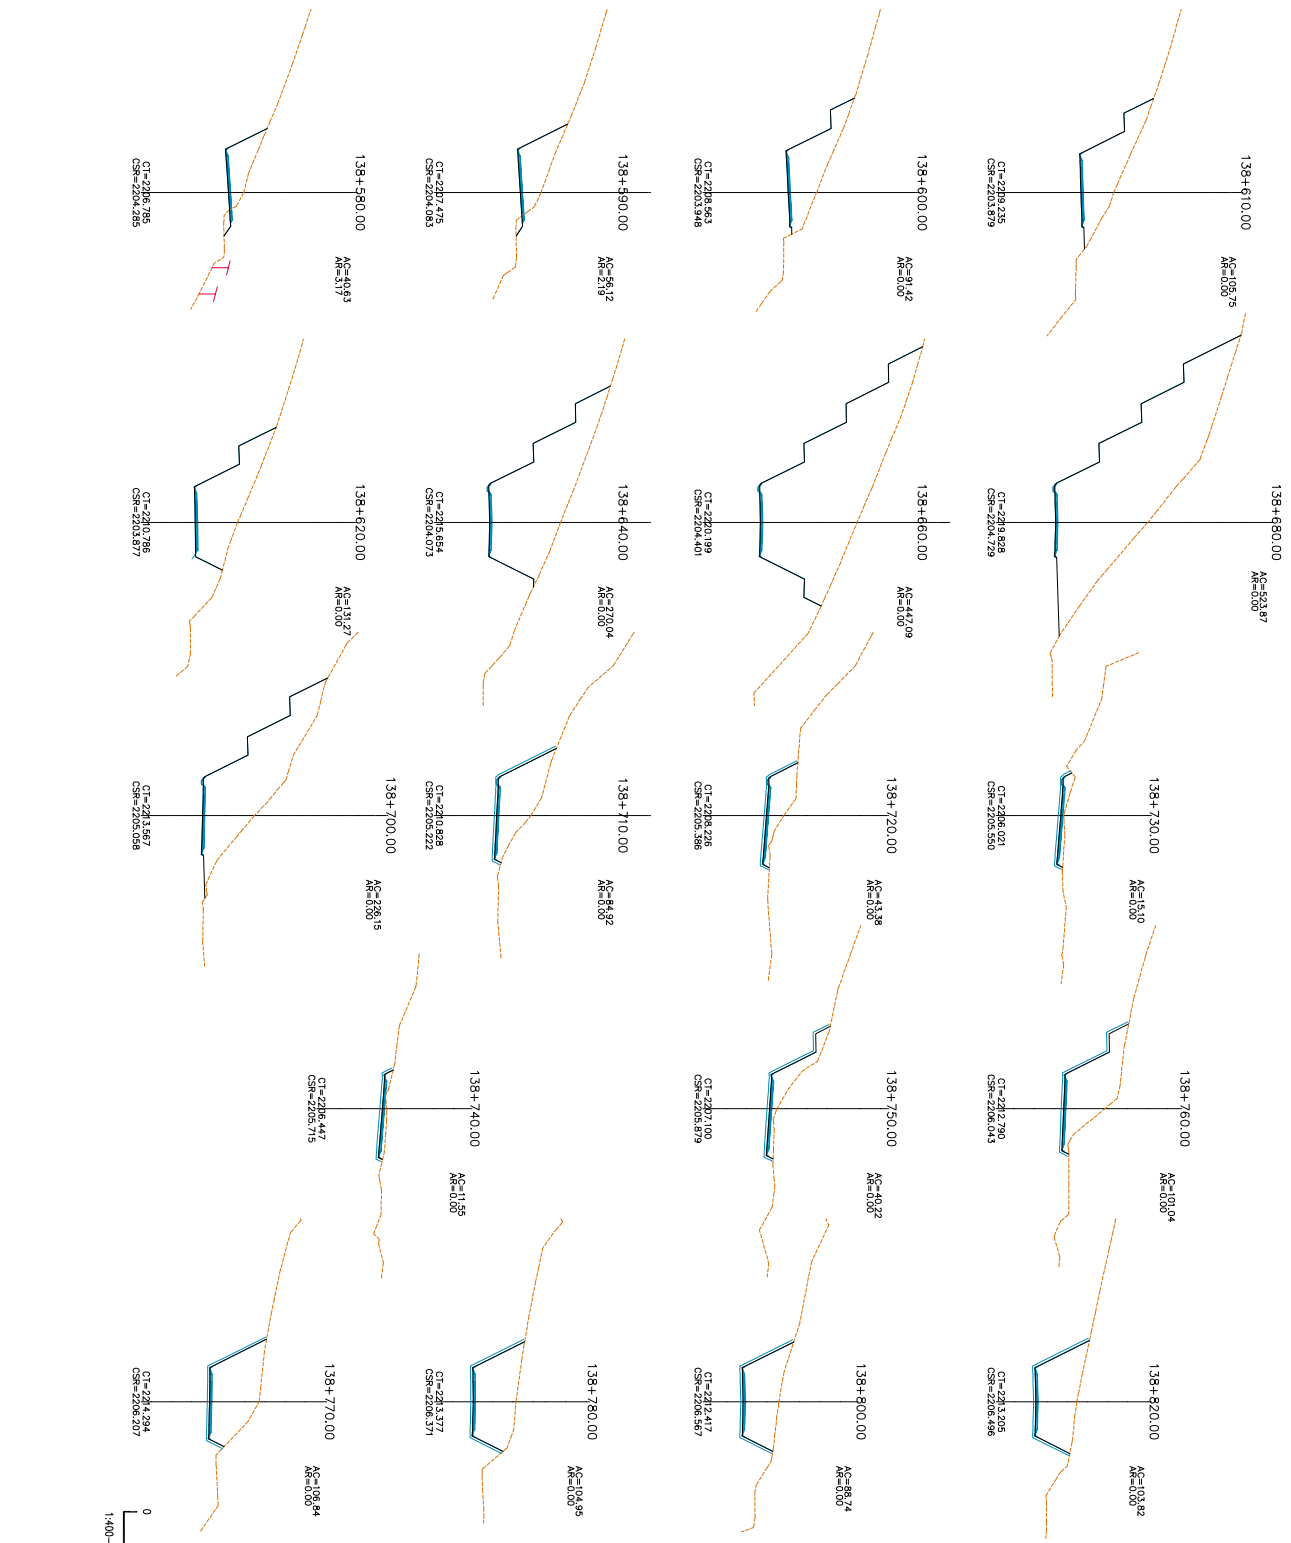 138+580.00
CT=2206.785
CSR=2204.285
AC=40.63
AR=3.17
138+590.00
CT=2207.475
CSR=2204.083
AC=56.12
AR=2.19
138+600.00
CT=2208.563
CSR=2203.948
AC=91.42
AR=0.00
138+610.00
CT=2209.235
CSR=2203.879
AC=105.75
AR=0.00
138+620.00
CT=2210.786
CSR=2203.877
AC=131.27
AR=0.00
138+640.00
CT=2215.654
CSR=2204.073
AC=270.04
AR=0.00
138+660.00
CT=2220.199
CSR=2204.401
AC=447.09
AR=0.00
138+680.00
CT=2219.828
CSR=2204.729
AC=523.87
AR=0.00
138+700.00
CT=2213.567
CSR=2205.058
AC=226.15
AR=0.00
138+710.00
CT=2210.828
CSR=2205.222
AC=84.92
AR=0.00
138+720.00
CT=2208.226
CSR=2205.386
AC=43.38
AR=0.00
138+730.00
CT=2206.021
CSR=2205.550
AC=15.10
AR=0.00
138+740.00
CT=2206.447
CSR=2205.715
AC=11.55
AR=0.00
138+750.00
CT=2207.100
CSR=2205.879
AC=40.22
AR=0.00
138+760.00
CT=2212.790
CSR=2206.043
AC=101.04
AR=0.00
138+770.00
CT=2214.294
CSR=2206.207
AC=106.84
AR=0.00
138+780.00
CT=2213.377
CSR=2206.371
AC=104.95
AR=0.00
138+800.00
CT=2212.417
CSR=2206.567
AC=88.74
AR=0.00
138+820.00
CT=2213.205
CSR=2206.496
AC=103.82
AR=0.00
0
1:400